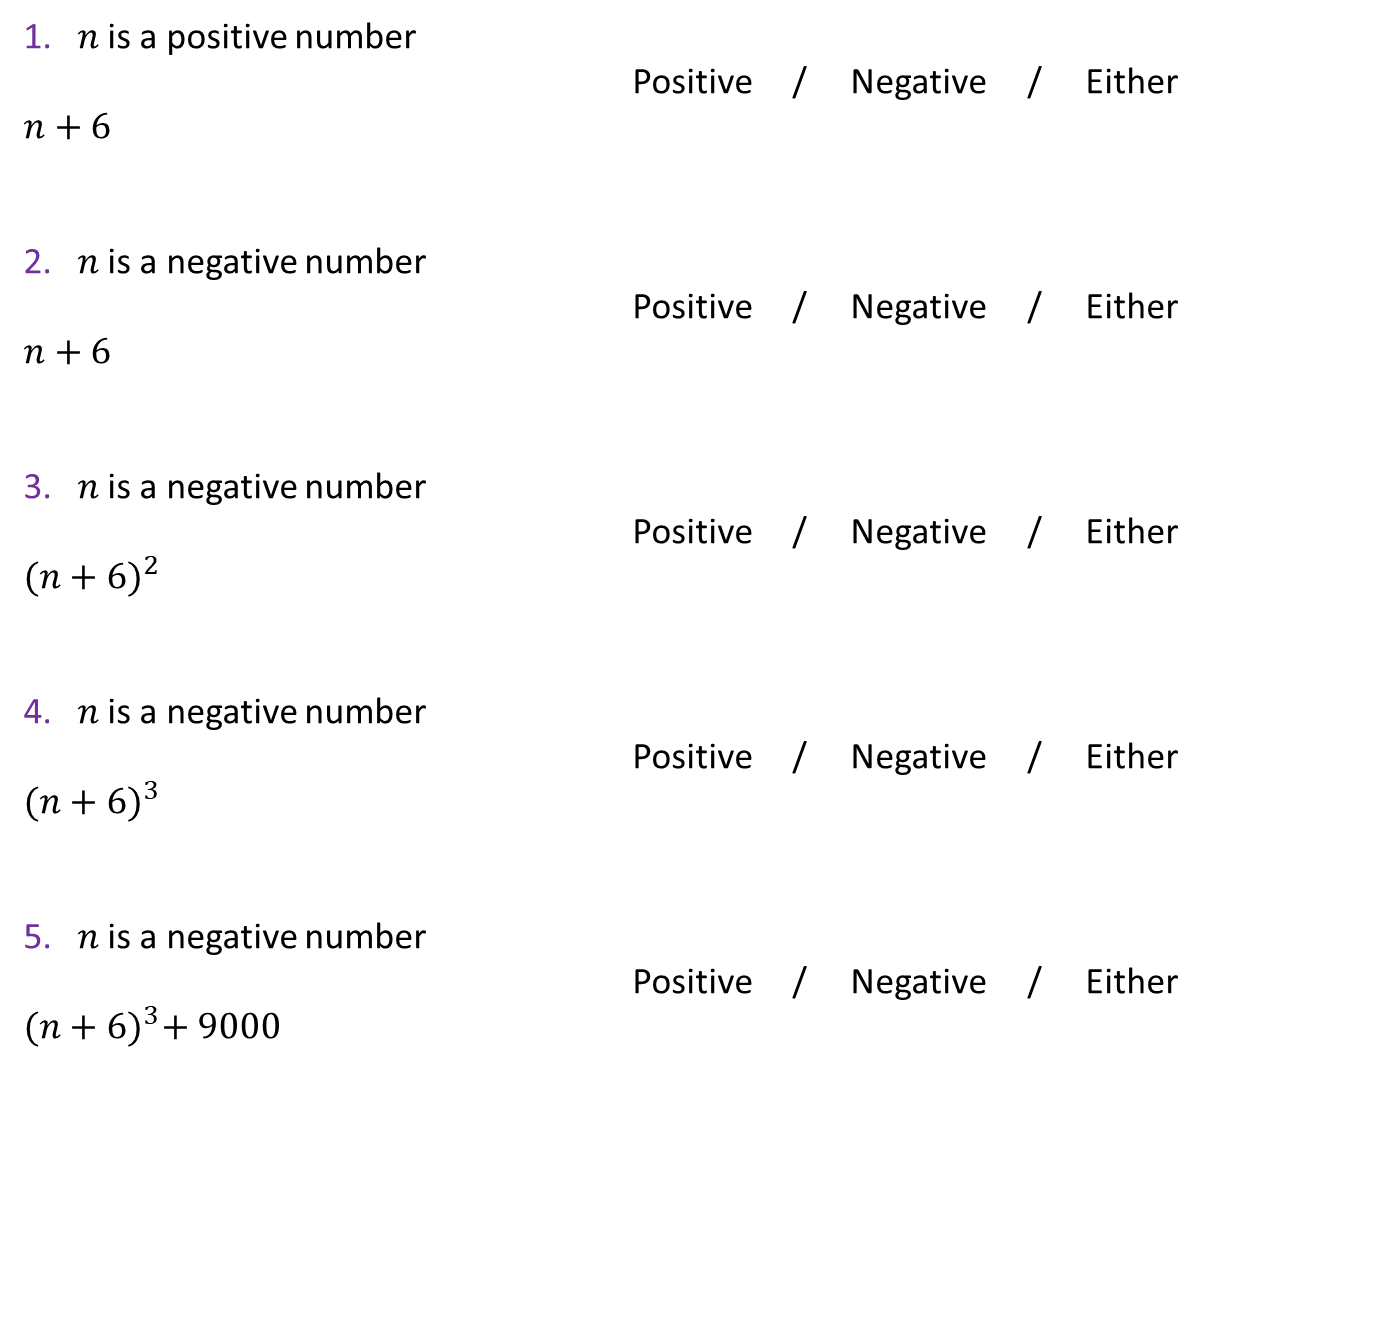 1. n is a positive number
Positive / Negative / Either
n + 6
2. n is a negative number
Positive / Negative / Either
n + 6
3. n is a negative number
Positive / Negative / Either
(n + 6)²
4. n is a negative number
Positive / Negative / Either
(n + 6)³
5. n is a negative number
Positive / Negative / Either
(n + 6)³ + 9000